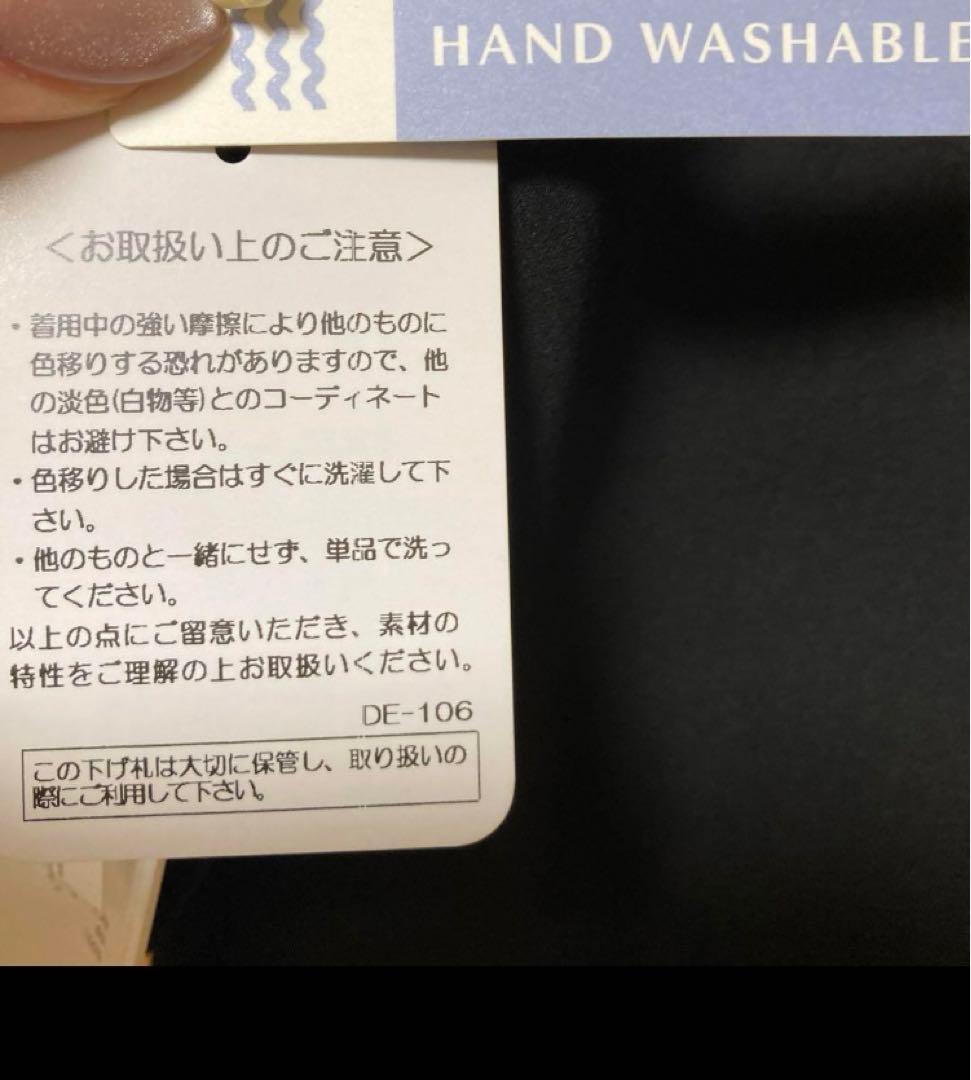 HAND WASHABLE
＜お取扱い上のご注意＞
・着用中の強い摩擦により他のものに
色移りする恐れがありますので、他
の淡色(白物等)とのコーディネート
はお避け下さい。
・色移りした場合はすぐに洗濯して下
さい。
・他のものと一緒にせず、単品で洗っ
てください。
以上の点にご留意いただき、素材の
特性をご理解の上お取扱いください。
DE-106
この下げ札は大切に保管し、取り扱いの
際にご利用して下さい。